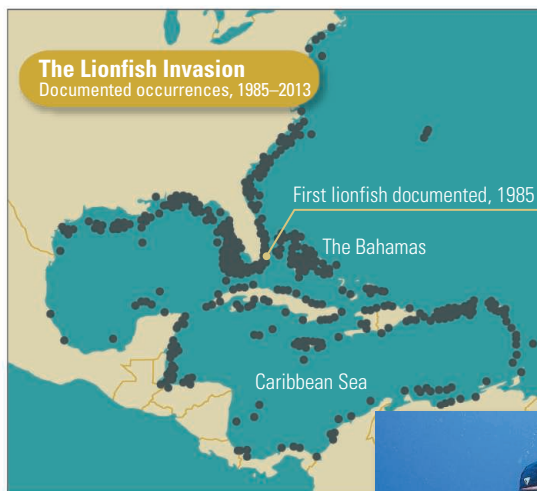 The Lionfish Invasion
Documented occurrences, 1985–2013
First lionfish documented, 1985
The Bahamas
Caribbean Sea